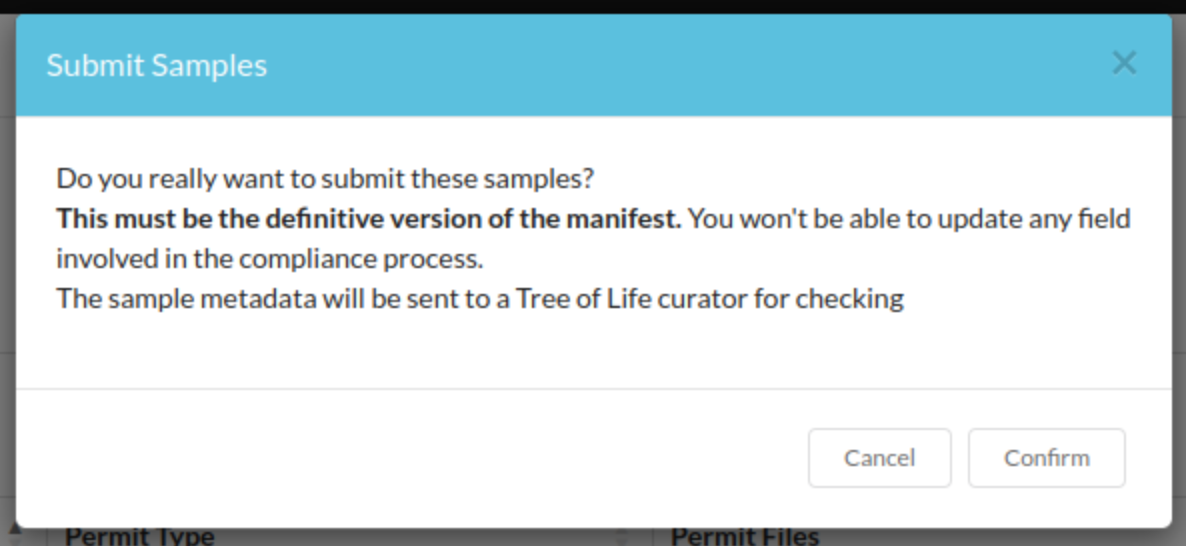 Submit Samples
Do you really want to submit these samples?
This must be the definitive version of the manifest. You won't be able to update any field
involved in the compliance process.
The sample metadata will be sent to a Tree of Life curator for checking
Cancel Confirm
Permit Type Permit Files